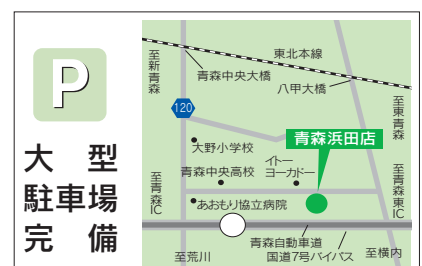 P
大型
駐車場
完備
東北本線
至新青森
青森中央大橋
八甲大橋
120
至東青森
大野小学校
青森浜田店
イトー
ヨーカドー
青森中央高校
至青森IC
至青森東IC
あおもり協立病院
青森自動車道
国道7号バイパス
至荒川
至横内